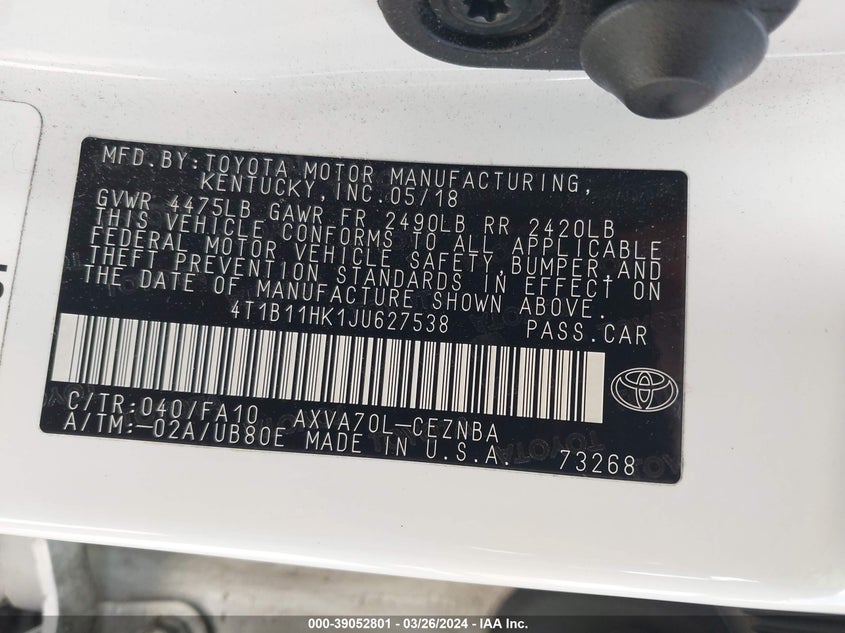 MFD.BY:TOYOTA MOTOR MANUFACTURING,
KENTUCKY, INC.05/18
GVWR 4475LB GAWR FR 2490LB RR 2420LB
THIS VEHICLE CONFORMS TO ALL APPLICABLE
FEDERAL MOTOR VEHICLE SAFETY,BUMPER,AND
THEFT PREVENTION STANDARDS IN EFFECT ON
THE DATE OF MANUFACTURE SHOWN ABOVE.
4T1B11HK1JU627538 PASS.CAR
C/TR:040/FA10 AXVA70L-CEZNBA
A/TM:-02A/UB80E MADE IN U.S.A. 73268
000-39052801 - 03/26/2024 - IAA Inc.